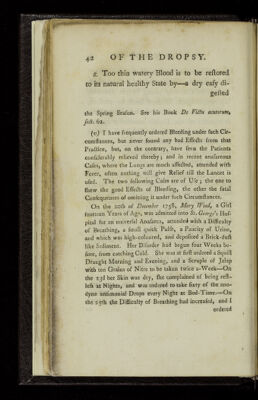 42 OF THE DROPSY.
2. Too thin watery Blood is to be restored
to its natural healthy State by—a dry easy di-
gested
the Spring Season. See his Book De Victu acutorum,
sect. 62.
(u) I have frequently ordered Bleeding under such Cir-
cumstances, but never found any bad Effects from that
Practice, but, on the contrary, have seen the Patients
considerably relieved thereby; and in recent anasarcous
Cases, where the Lungs are much affected, attended with
Fever, often nothing will give Relief till the Lancet is
used. The two following Cases are of Use; the one to
shew the good Effects of Bleeding, the other the fatal
Consequences of omitting it under such Circumstances.
On the 20th of December 1758, Mary Wood, a Girl
fourteen Years of Age, was admitted into St. George's Hos-
pital for an universal Anasarca, attended with a Difficulty
of Breathing, a small quick Pulse, a Paucity of Urine,
and which was high-coloured, and deposited a Brick-dust
like Sediment. Her Disorder had begun four Weeks be-
fore, from catching Cold. She was at first ordered a Squill
Draught Morning and Evening, and a Scruple of Jalap
with ten Grains of Nitre to be taken twice a-Week—On
the 23d her Skin was dry, she complained of being rest-
less at Nights, and was ordered to take sixty of the ano-
dyne antimonial Drops every Night at Bed-Time.—On
the 25th the Difficulty of Breathing had increased, and I
ordered